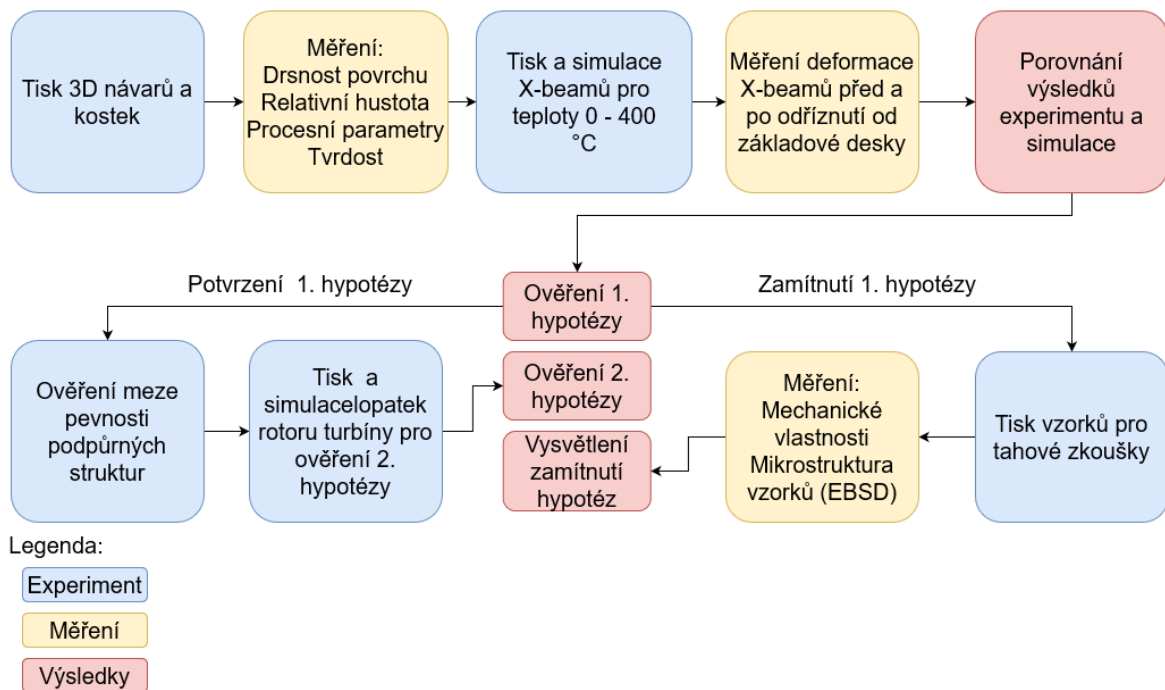 Tisk 3D návarů a
kostek
Měření:
Drsnost povrchu
Relativní hustota
Procesní parametry
Tvrdost
Tisk a simulace
X-beamů pro
teploty 0 - 400
°C
Měření deformace
X-beamů před a
po odříznutí od
základové desky
Porovnání
výsledků
experimentu a
simulace
Potvrzení 1. hypotézy
Ověření 1.
hypotézy
Zamítnutí 1. hypotézy
Ověření meze
pevnosti
podpůrných
struktur
Tisk a
simulacelopatek
rotoru turbíny pro
ověření 2.
hypotézy
Ověření 2.
hypotézy
Vysvětlení
zamítnutí
hypotéz
Měření:
Mechanické
vlastnosti
Mikrostruktura
vzorků (EBSD)
Tisk vzorků pro
tahové zkoušky
Legenda:
Experiment
Měření
Výsledky